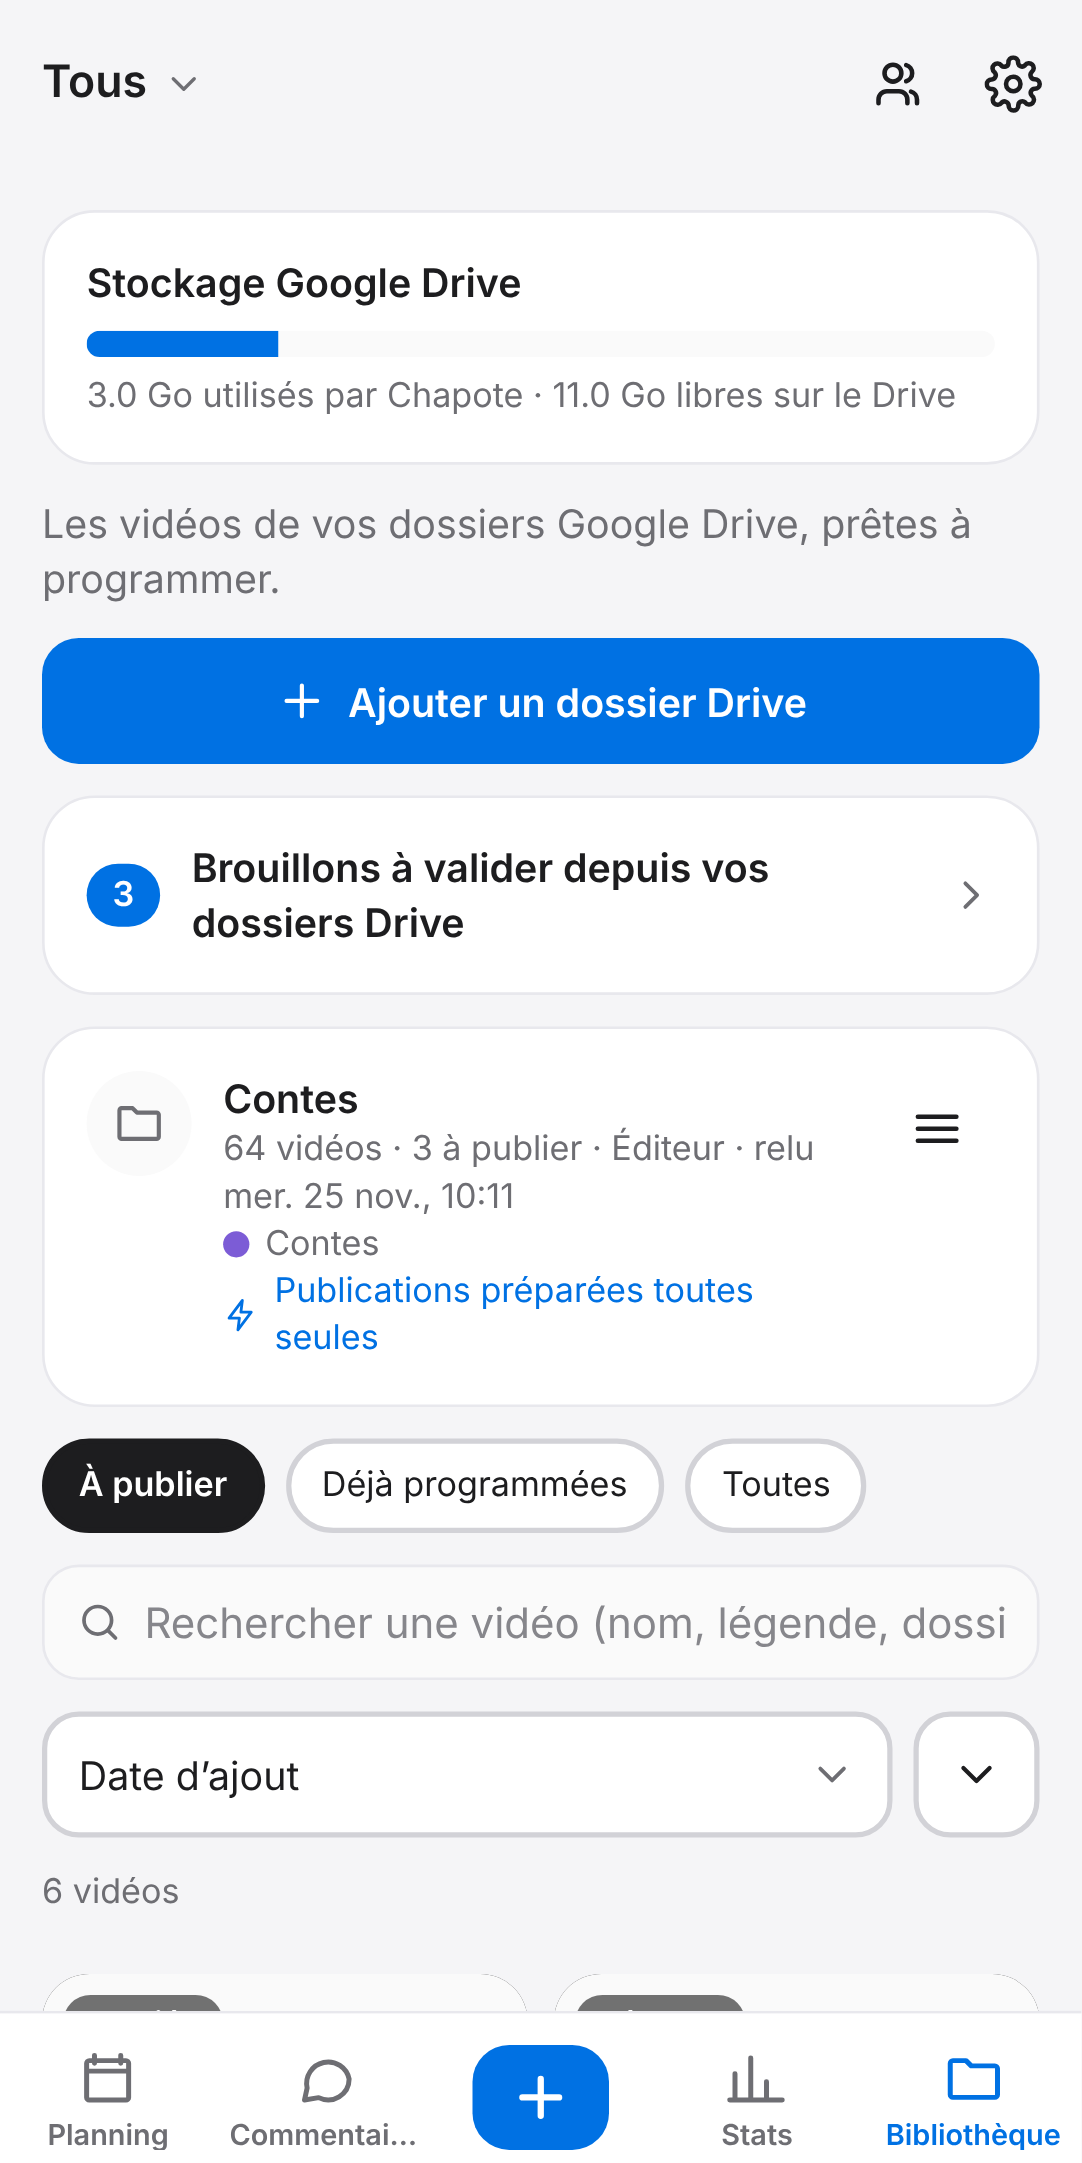 Tous
Stockage Google Drive
3.0 Go utilisés par Chapote · 11.0 Go libres sur le Drive
Les vidéos de vos dossiers Google Drive, prêtes à
programmer.
Ajouter un dossier Drive
3
Brouillons à valider depuis vos
dossiers Drive
Contes
64 vidéos · 3 à publier · Éditeur · relu
mer. 25 nov., 10:11
Contes
Publications préparées toutes
seules
À publier
Déjà programmées
Toutes
Rechercher une vidéo (nom, légende, dossi
Date d’ajout
6 vidéos
Planning
Commentai...
Stats
Bibliothèque